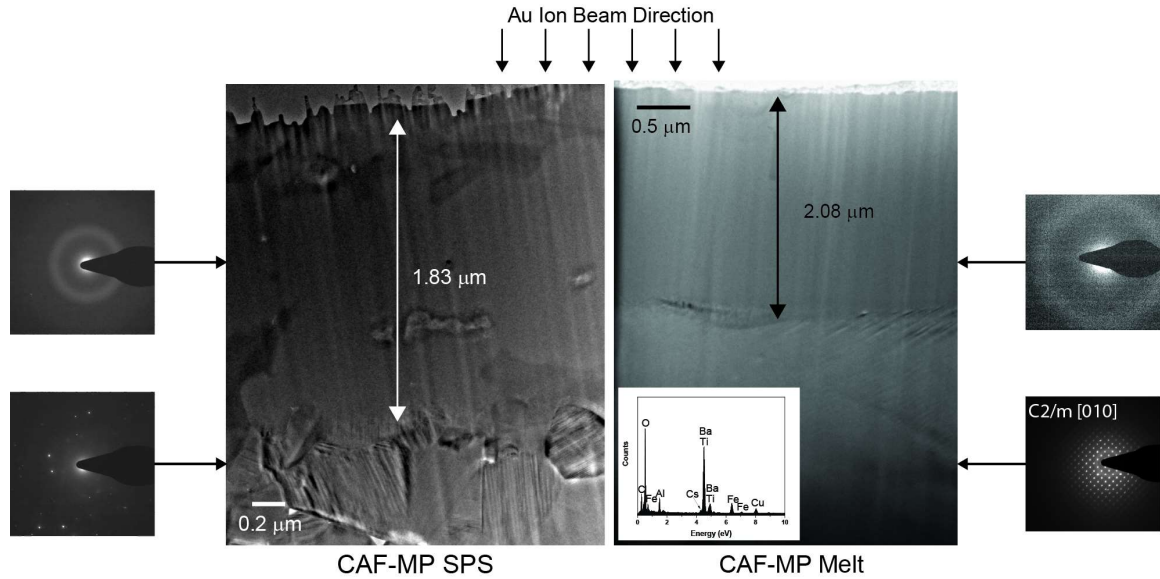 Au Ion Beam Direction
0.5 μm
1.83 μm
2.08 μm
C2/m [010]
0.2 μm
Counts
O
C
Fe
Al
Cs
Ba
Ti
Ba
Ti
Fe
Fe
Cu
0 2 4 6 8 10
Energy (eV)
CAF-MP SPS
CAF-MP Melt